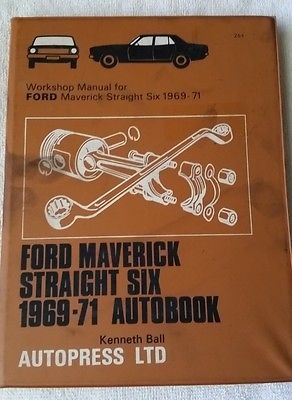 264
Workshop Manual for
FORD Maverick Straight Six 1969-71
FORD MAVERICK
STRAIGHT SIX
1969-71 AUTOBOOK
Kenneth Ball
AUTOPRESS LTD